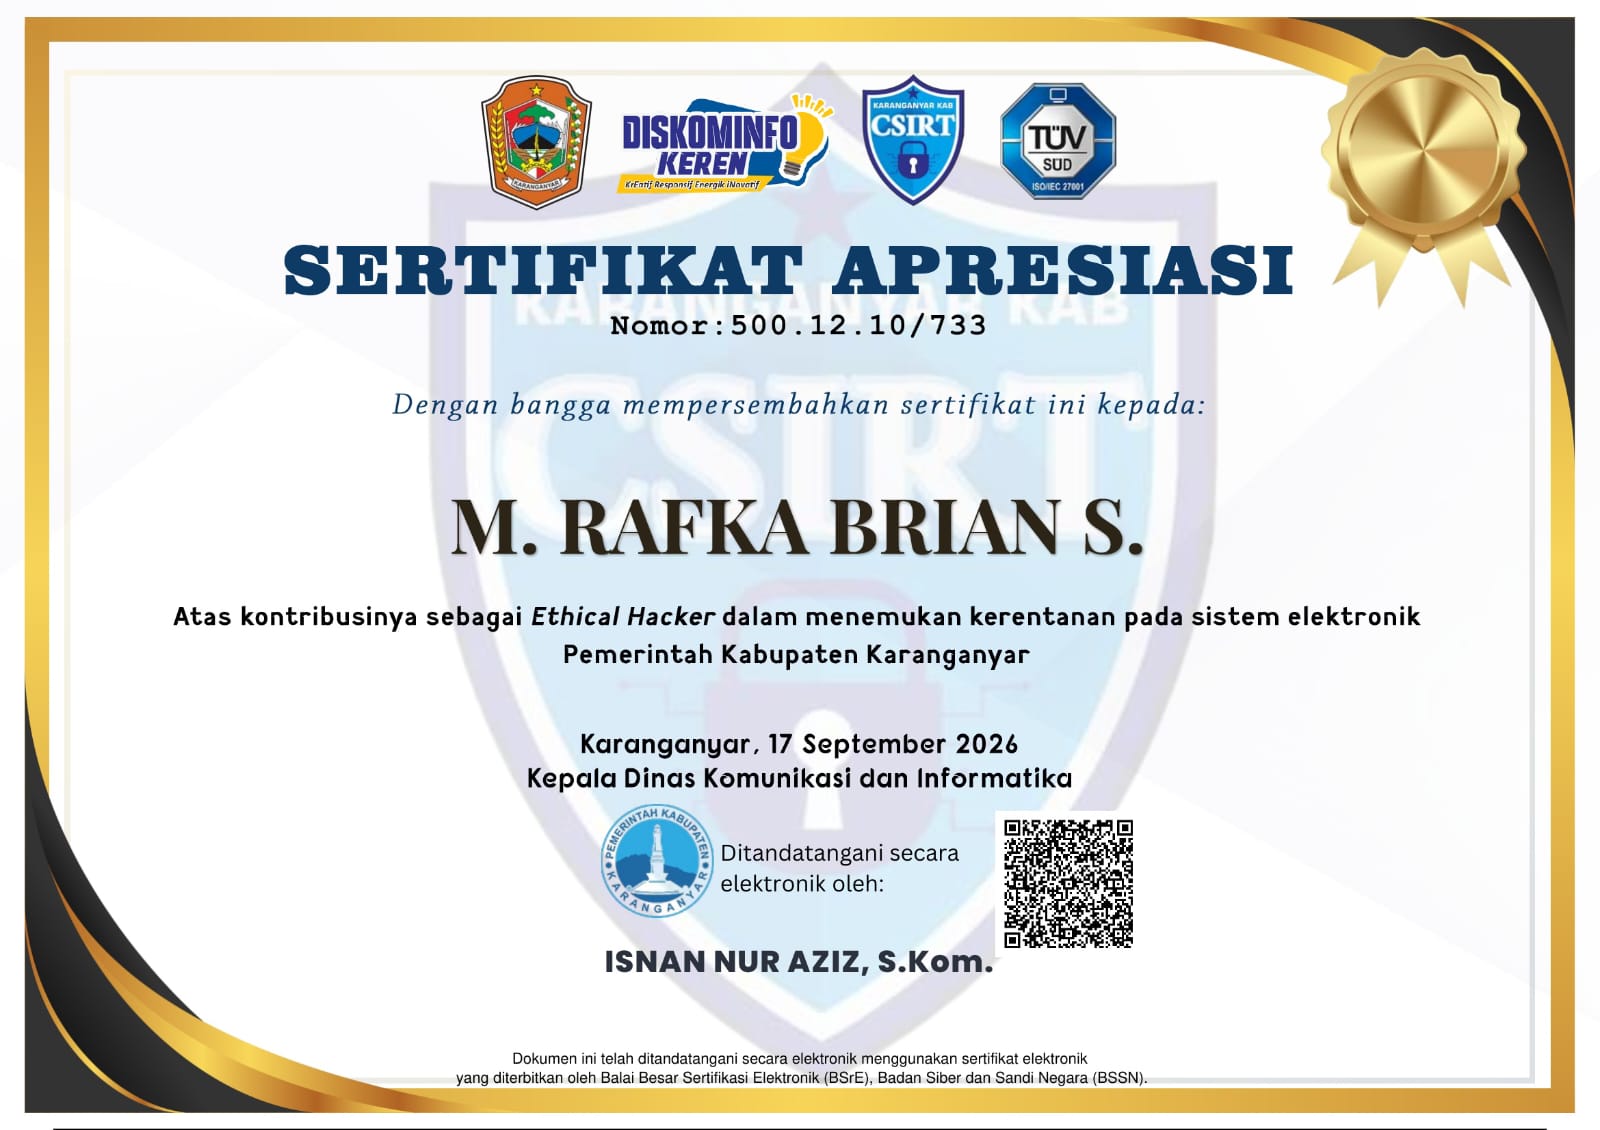 KARANGANYAR
DISKOMINFO
KEREN
KrEatif Responsif Energik iNovatif
KARANGANYAR KAB
CSIRT
TÜV
SÜD
ISO/IEC 27001
SERTIFIKAT APRESIASI
KARANGANYAR KAB
Nomor:500.12.10/733
Dengan bangga mempersembahkan sertifikat ini kepada:
CSIRT
M. RAFKA BRIAN S.
Atas kontribusinya sebagai Ethical Hacker dalam menemukan kerentanan pada sistem elektronik
Pemerintah Kabupaten Karanganyar
Karanganyar, 17 September 2026
Kepala Dinas Komunikasi dan Informatika
PEMERINTAH KABUPATEN
KARANGANYAR
Ditandatangani secara
elektronik oleh:
ISNAN NUR AZIZ, S.Kom.
Dokumen ini telah ditandatangani secara elektronik menggunakan sertifikat elektronik
yang diterbitkan oleh Balai Besar Sertifikasi Elektronik (BSrE), Badan Siber dan Sandi Negara (BSSN).